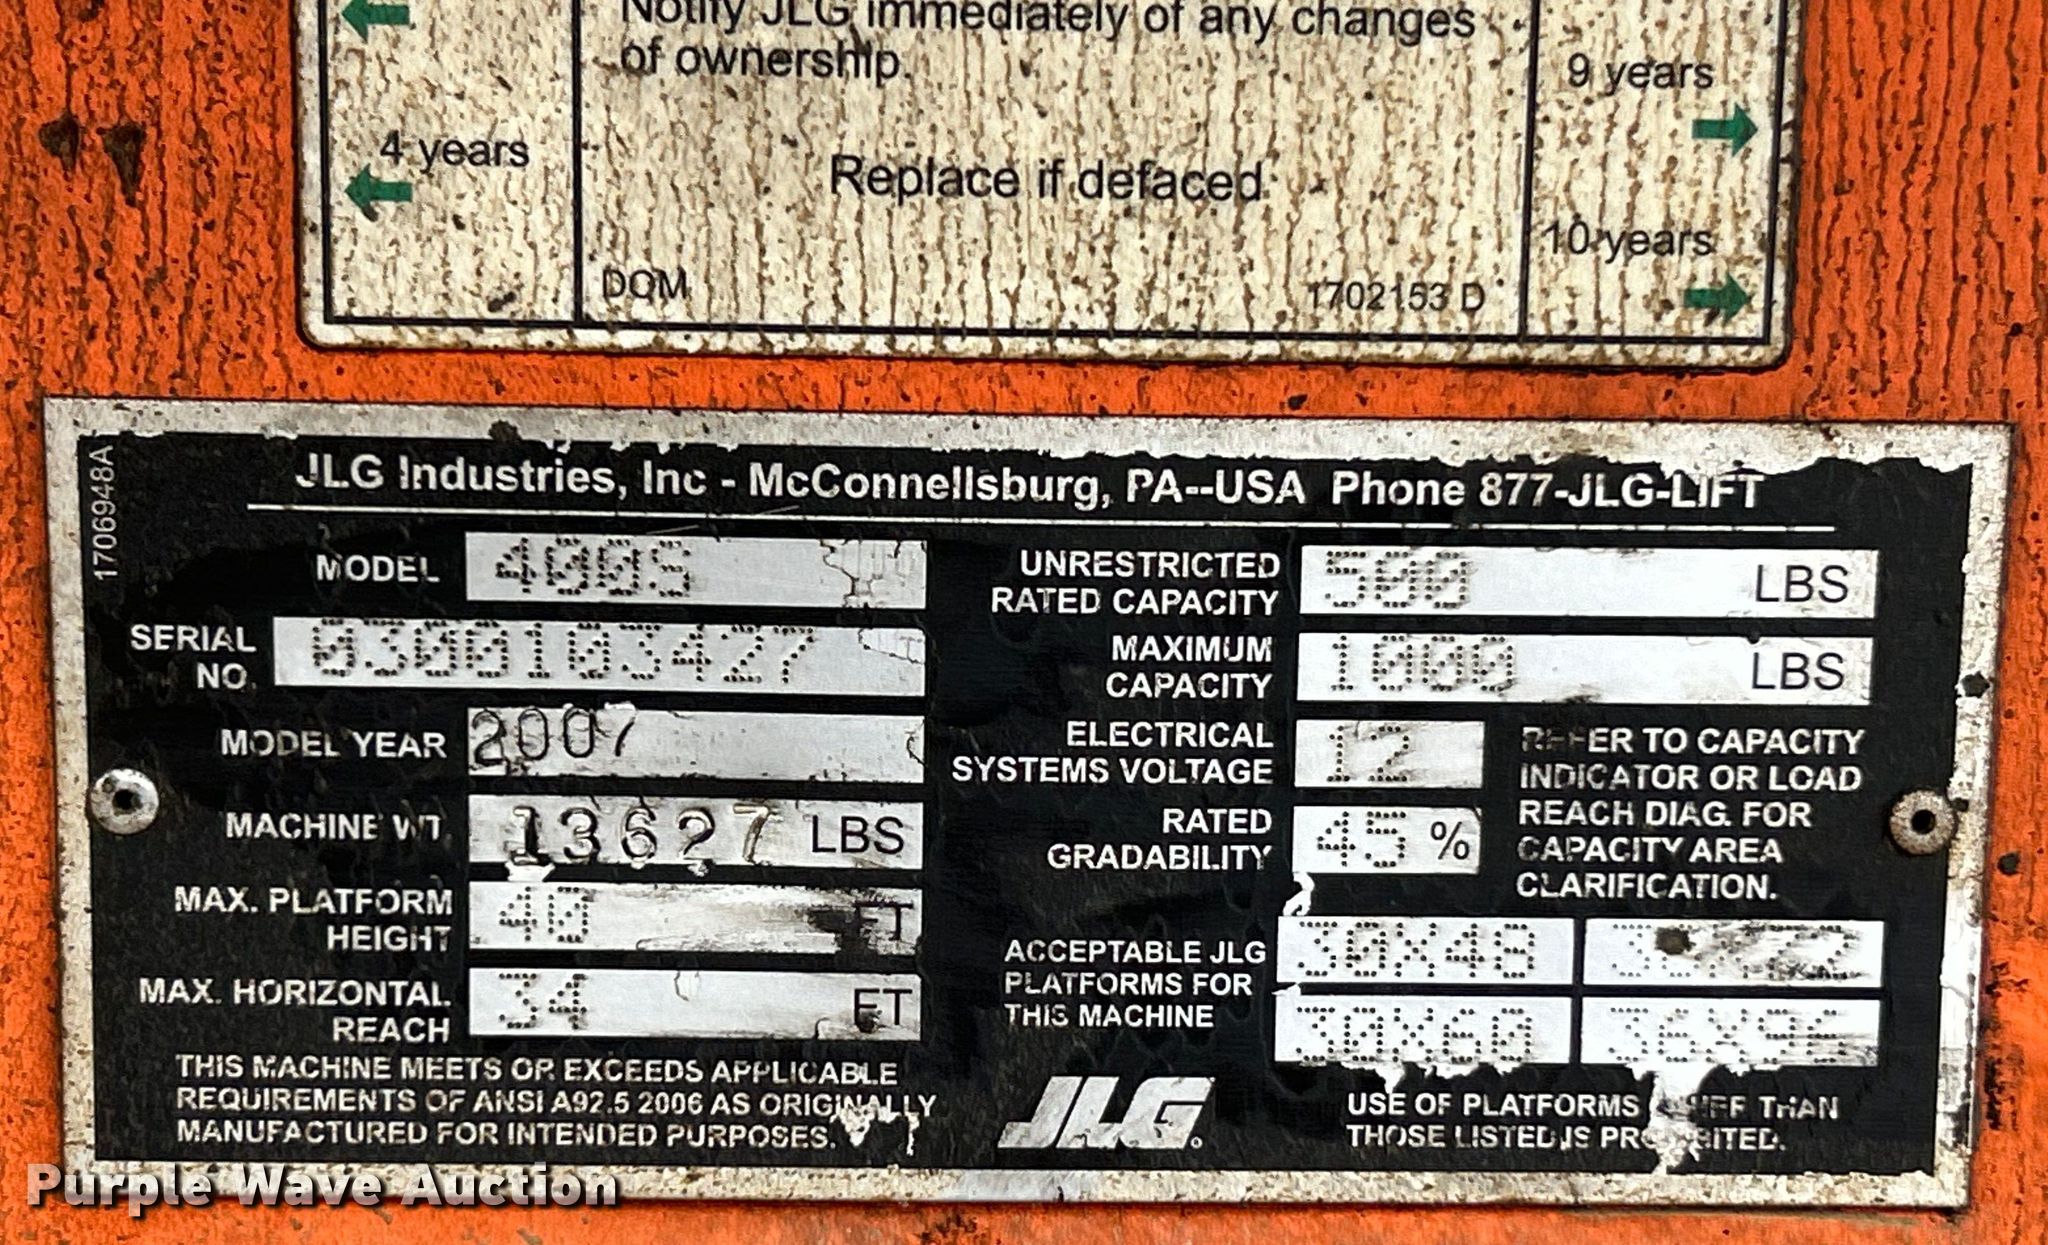 Notify JLG immediately of any changes
of ownership.
4 years
Replace if defaced
9 years
10 years
DOM
1702153 D
1706948A
JLG Industries, Inc - McConnellsburg, PA--USA Phone 877-JLG-LIFT
MODEL 400S
SERIAL NO. 0300103427
MODEL YEAR 2007
MACHINE WT. 13627 LBS
MAX. PLATFORM HEIGHT 40 FT
MAX. HORIZONTAL REACH 34 FT
THIS MACHINE MEETS OR EXCEEDS APPLICABLE
REQUIREMENTS OF ANSI A92.5 2006 AS ORIGINALLY
MANUFACTURED FOR INTENDED PURPOSES.
UNRESTRICTED
RATED CAPACITY 500 LBS
MAXIMUM
CAPACITY 1000 LBS
ELECTRICAL
SYSTEMS VOLTAGE 12
RATED
GRADABILITY 45 %
REFER TO CAPACITY
INDICATOR OR LOAD
REACH DIAG. FOR
CAPACITY AREA
CLARIFICATION.
ACCEPTABLE JLG
PLATFORMS FOR
THIS MACHINE
30X48
30X60 36X96
JLG
USE OF PLATFORMS OTHER THAN
THOSE LISTED IS PROHIBITED.
Purple Wave Auction